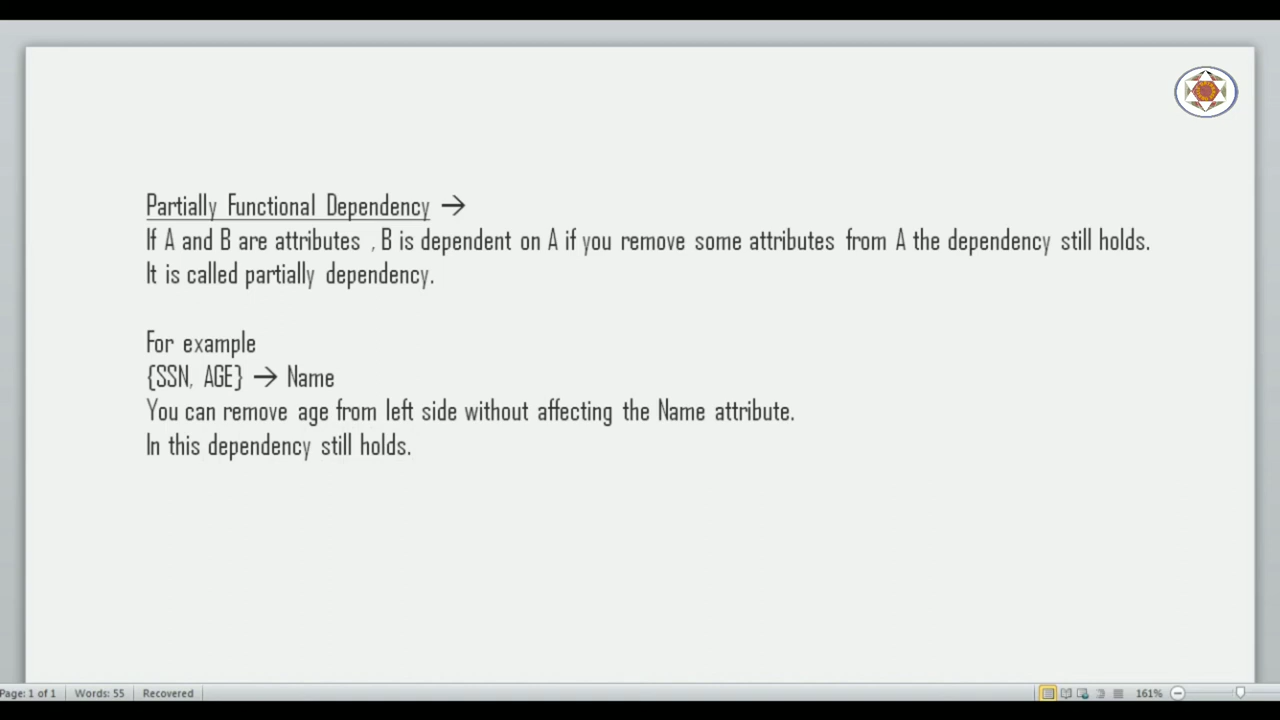 Partially Functional Dependency →
If A and B are attributes , B is dependent on A if you remove some attributes from A the dependency still holds.
It is called partially dependency.
For example
{SSN, AGE} → Name
You can remove age from left side without affecting the Name attribute.
In this dependency still holds.
Page: 1 of 1 Words: 55 Recovered 161%